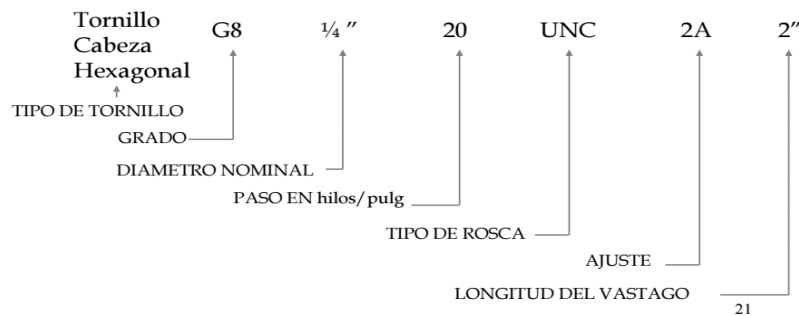 Tornillo Cabeza Hexagonal G8 ¼ ” 20 UNC 2A 2”
TIPO DE TORNILLO
GRADO
DIAMETRO NOMINAL
PASO EN hilos/pulg
TIPO DE ROSCA
AJUSTE
LONGITUD DEL VASTAGO
21